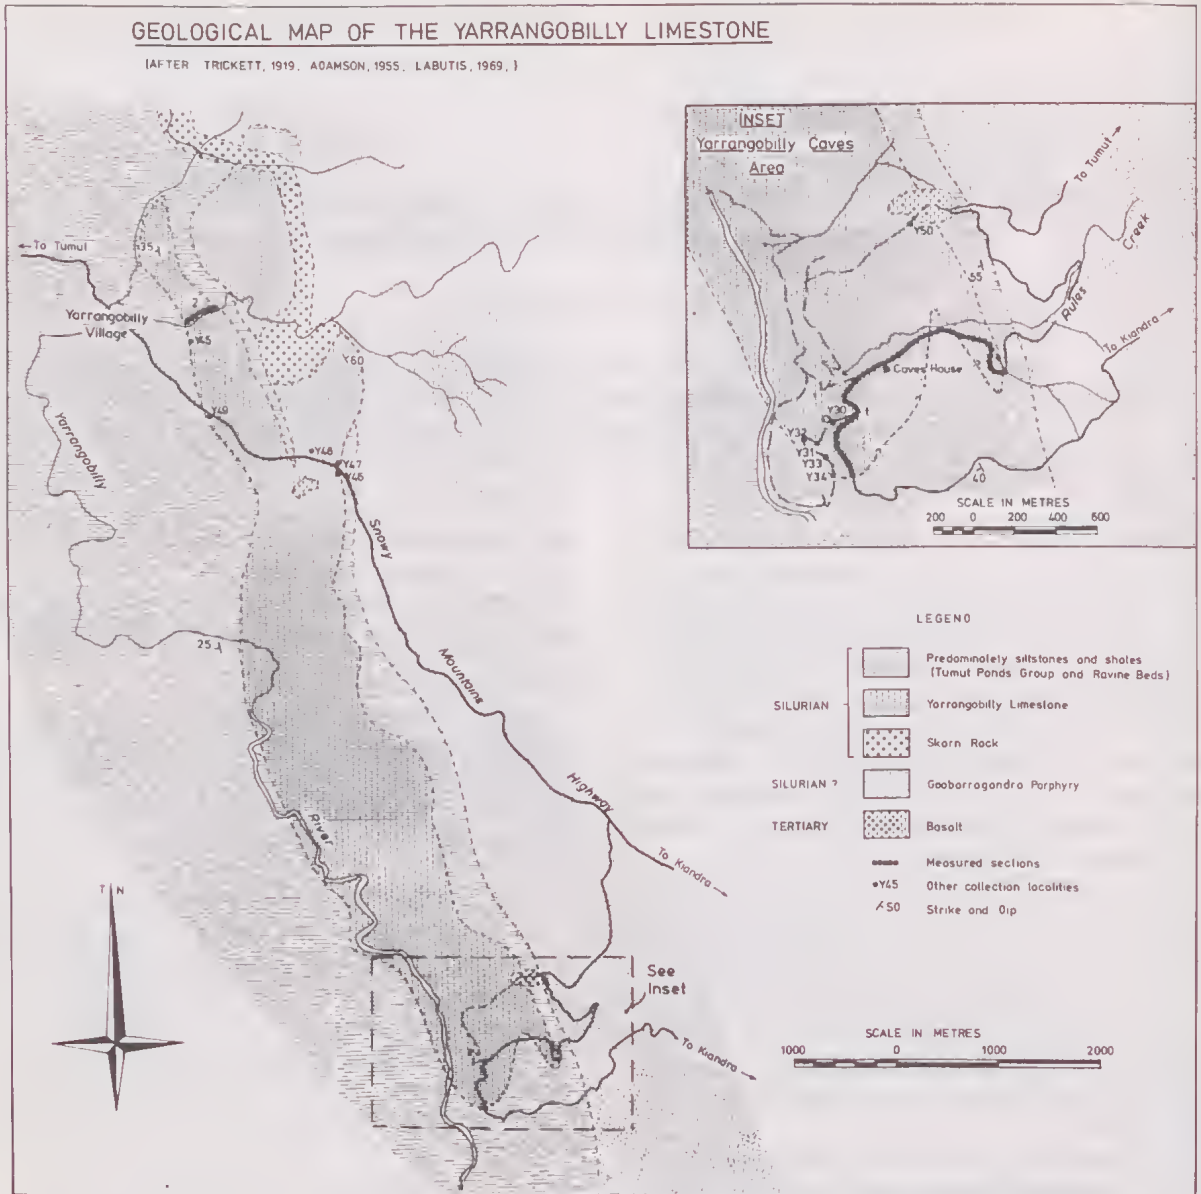 GEOLOGICAL MAP OF THE YARRANGOBILLY LIMESTONE
(AFTER TRICKETT, 1919. ADAMSON, 1955. LABUTIS, 1969.)
INSET
Yarrangobilly Caves
Area
To Tumut
Y50
55
Creek
Rules
To Kiandra
Caves House
Y30
1
Y32
Y31
Y33
Y34
40
SCALE IN METRES
200 0 200 400 600
To Tumut
35
2
Yarrangobilly
Village
Y45
60
Y49
Y48
Y47
Y46
Yarrangobilly
Snowy
25
Mountains
Highway
River
To Kiandra
See
Inset
To Kiandra
T N
LEGEND
Predominately siltstones and shales
(Tumut Ponds Group and Ravine Beds)
SILURIAN
Yarrangobilly Limestone
Skarn Rock
SILURIAN ?
Goobarragandra Porphyry
TERTIARY
Basalt
Measured sections
Y45 Other collection localities
50 Strike and Dip
SCALE IN METRES
1000 0 1000 2000